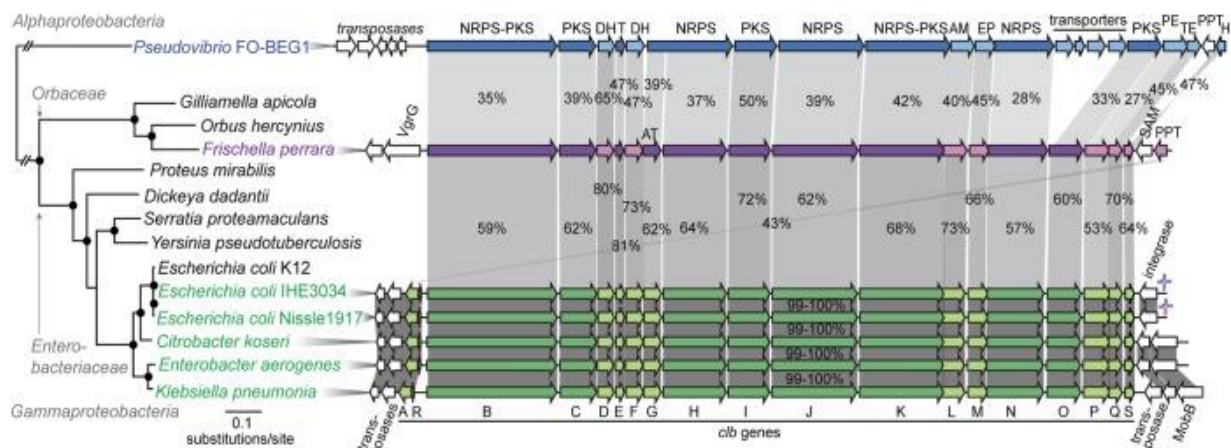 Alphaproteobacteria
transposases NRPS-PKS PKS DH T DH NRPS PKS NRPS NRPS-PKS AM EP NRPS transporters PKS PE TE PPT H
Pseudovibrio FO-BEG1
47% 39%
35% 39% 65% 47% 37% 50% 39% 42% 40% 45% 28% 33% 27% 45% 47%
Orbaceae
Gilliamella apicola
VgrG
Orbus hercynius
AT SAM PPT
Frischella perrara
Proteus mirabilis
80% 72% 62% 66% 60% 70%
Dickeya dadantii
73%
Serratia proteamaculans
59% 62% 81% 62% 64% 43% 68% 73% 57% 53% 64%
Yersinia pseudotuberculosis
integrase
Escherichia coli K12
Escherichia coli IHE3034
99-100%
Escherichia coli Nissle1917
99-100%
Citrobacter koseri
Entero-
bacteriaceae
99-100%
Enterobacter aerogenes
99-100%
Klebsiella pneumonia
Gammaproteobacteria
trans-
posases
A R B C D E F G H I J K L M N O P Q S
trans-
posase
MobB
0.1
substitutions/site
clb genes